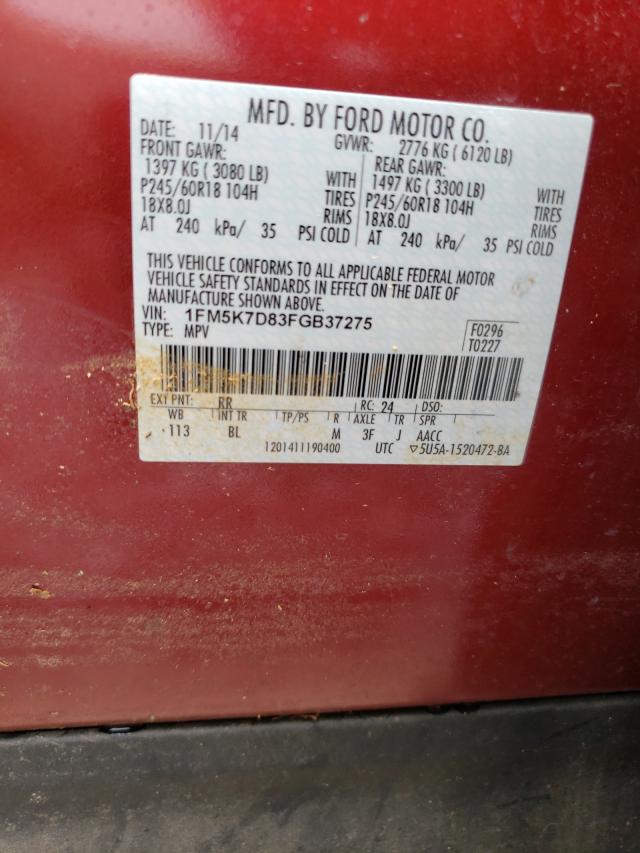 MFD. BY FORD MOTOR CO.
DATE: 11/14 GVWR: 2776 KG ( 6120 LB)
FRONT GAWR: REAR GAWR:
1397 KG ( 3080 LB) WITH 1497 KG ( 3300 LB) WITH
P245/60R18 104H TIRES P245/60R18 104H TIRES
18X8.0J RIMS 18X8.0J RIMS
AT 240 kPa/ 35 PSI COLD AT 240 kPa/ 35 PSI COLD
THIS VEHICLE CONFORMS TO ALL APPLICABLE FEDERAL MOTOR
VEHICLE SAFETY STANDARDS IN EFFECT ON THE DATE OF
MANUFACTURE SHOWN ABOVE.
VIN: 1FM5K7D83FGB37275 F0296
TYPE: MPV T0227
EXT PNT: RR RC: 24 DSO:
WB INT TR TP/PS R AXLE TR SPR
113 BL M 3F J AACC
1201411190400 UTC ▽5U5A-1520472-BA